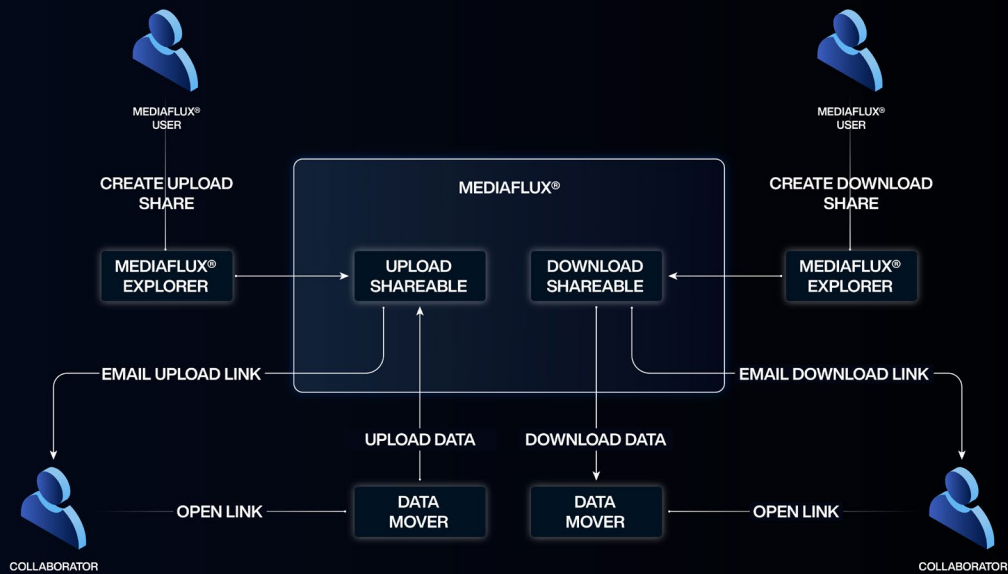 MEDIAFLUX®
USER
MEDIAFLUX®
USER
CREATE UPLOAD
SHARE
MEDIAFLUX®
CREATE DOWNLOAD
SHARE
MEDIAFLUX®
EXPLORER
UPLOAD
SHAREABLE
DOWNLOAD
SHAREABLE
MEDIAFLUX®
EXPLORER
EMAIL UPLOAD LINK
EMAIL DOWNLOAD LINK
UPLOAD DATA
DOWNLOAD DATA
OPEN LINK
DATA
MOVER
DATA
MOVER
OPEN LINK
COLLABORATOR
COLLABORATOR